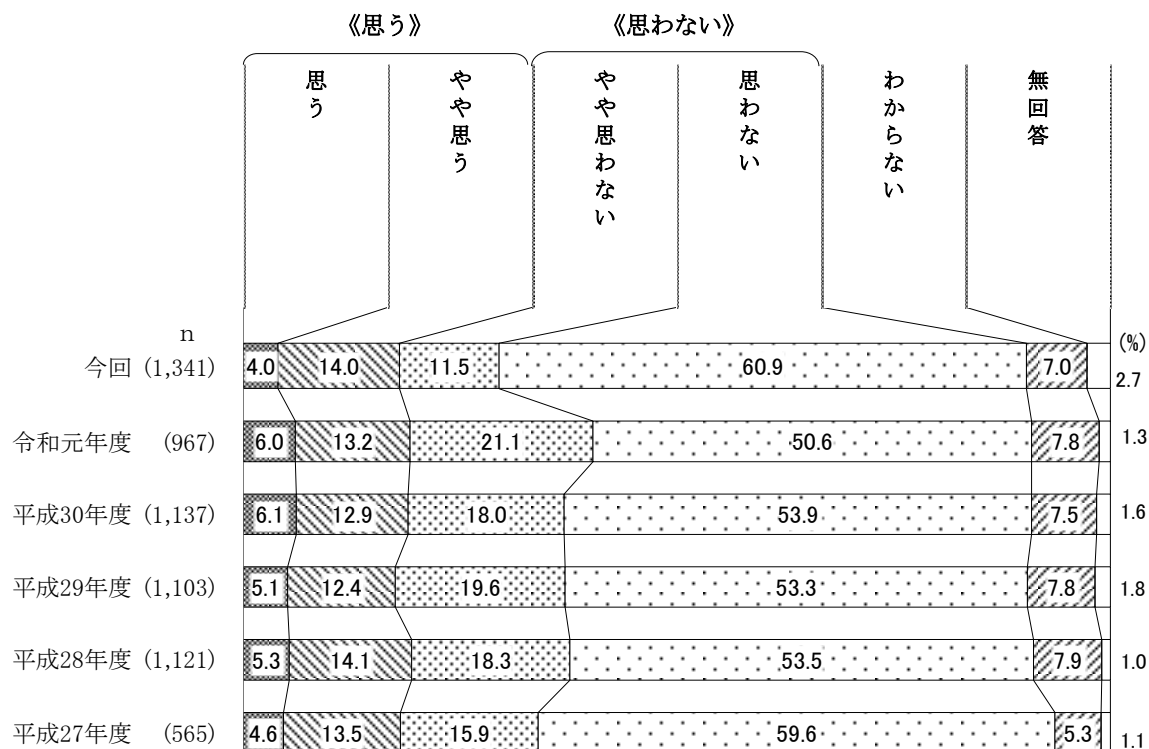 《思う》 《思わない》
思う やや思う やや思わない 思わない わからない 無回答
n
(%)
今回 (1,341) 4.0 14.0 11.5 60.9 7.0 2.7
令和元年度 (967) 6.0 13.2 21.1 50.6 7.8 1.3
平成30年度 (1,137) 6.1 12.9 18.0 53.9 7.5 1.6
平成29年度 (1,103) 5.1 12.4 19.6 53.3 7.8 1.8
平成28年度 (1,121) 5.3 14.1 18.3 53.5 7.9 1.0
平成27年度 (565) 4.6 13.5 15.9 59.6 5.3 1.1